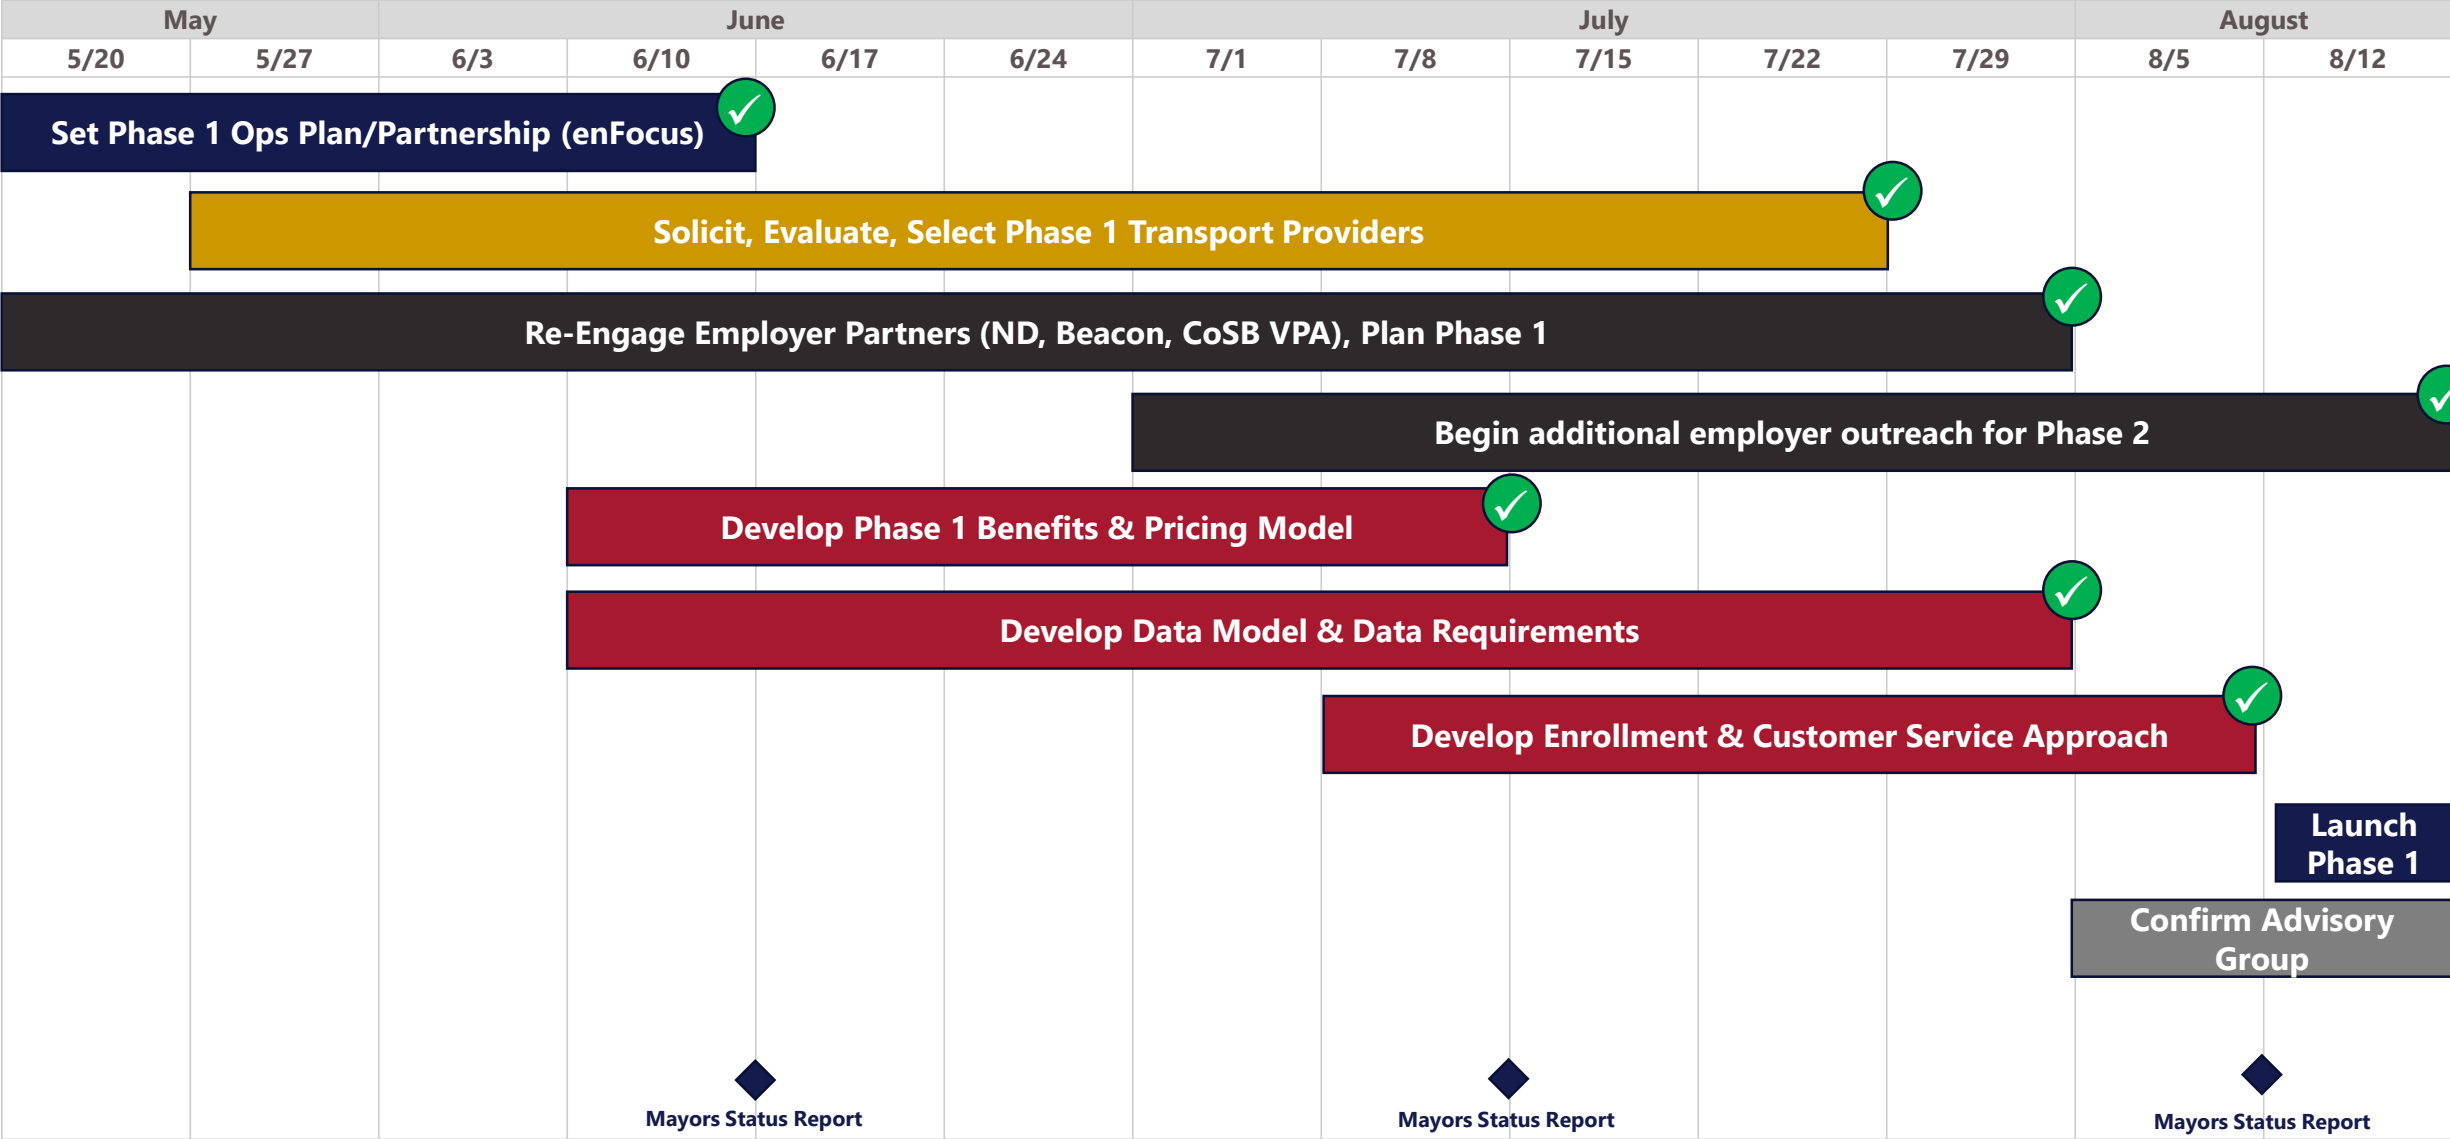 May June July August
5/20 5/27 6/3 6/10 6/17 6/24 7/1 7/8 7/15 7/22 7/29 8/5 8/12
Set Phase 1 Ops Plan/Partnership (enFocus)
Solicit, Evaluate, Select Phase 1 Transport Providers
Re-Engage Employer Partners (ND, Beacon, CoSB VPA), Plan Phase 1
Begin additional employer outreach for Phase 2
Develop Phase 1 Benefits & Pricing Model
Develop Data Model & Data Requirements
Develop Enrollment & Customer Service Approach
Launch
Phase 1
Confirm Advisory
Group
Mayors Status Report Mayors Status Report Mayors Status Report